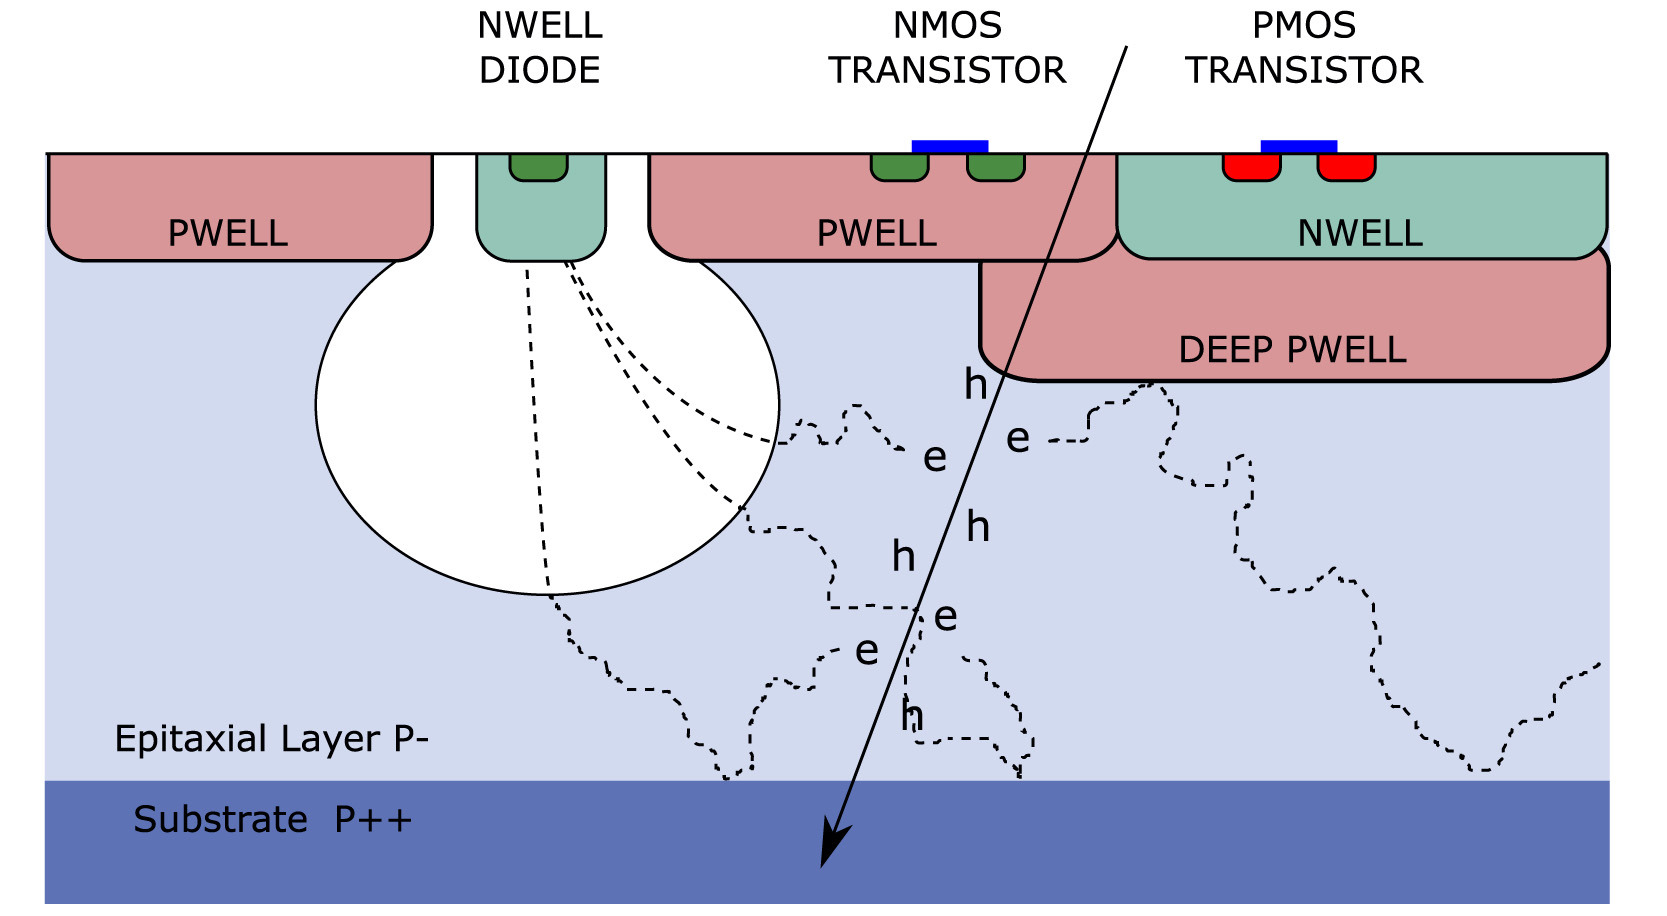 NWELL
DIODE
NMOS
TRANSISTOR
PMOS
TRANSISTOR
PWELL
PWELL
NWELL
DEEP PWELL
h
e
e
h
h
e
e
h
Epitaxial Layer P-
Substrate P++